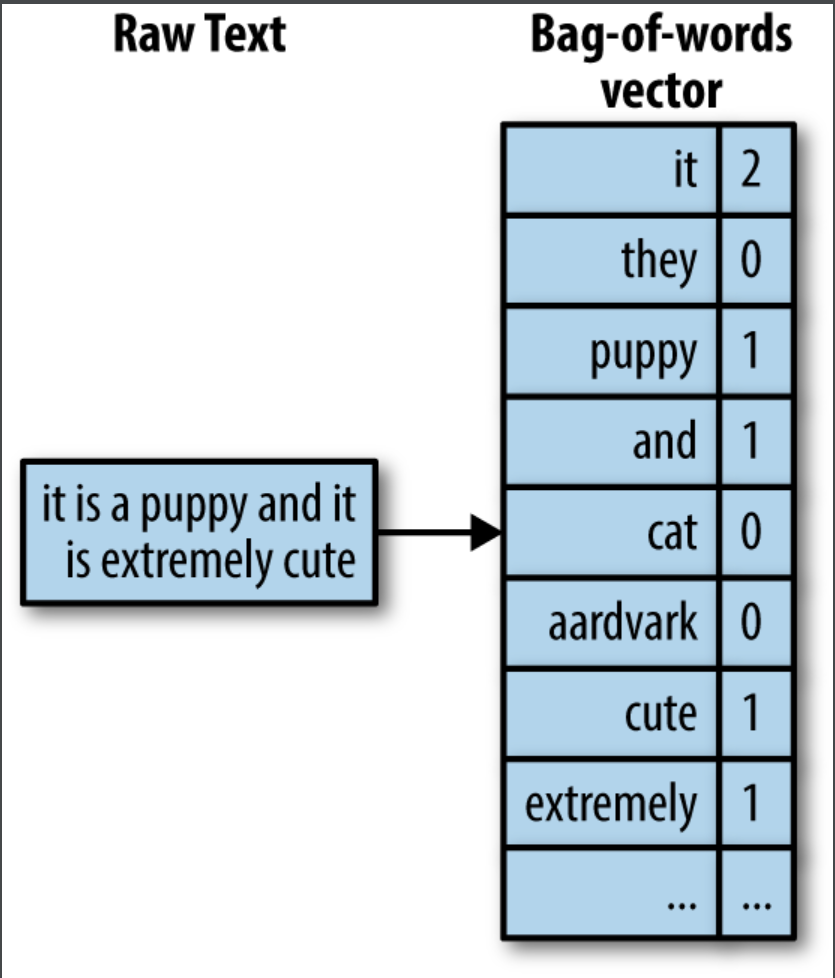 Raw Text
Bag-of-words
vector
it is a puppy and it
is extremely cute
it 2
they 0
puppy 1
and 1
cat 0
aardvark 0
cute 1
extremely 1
... ...